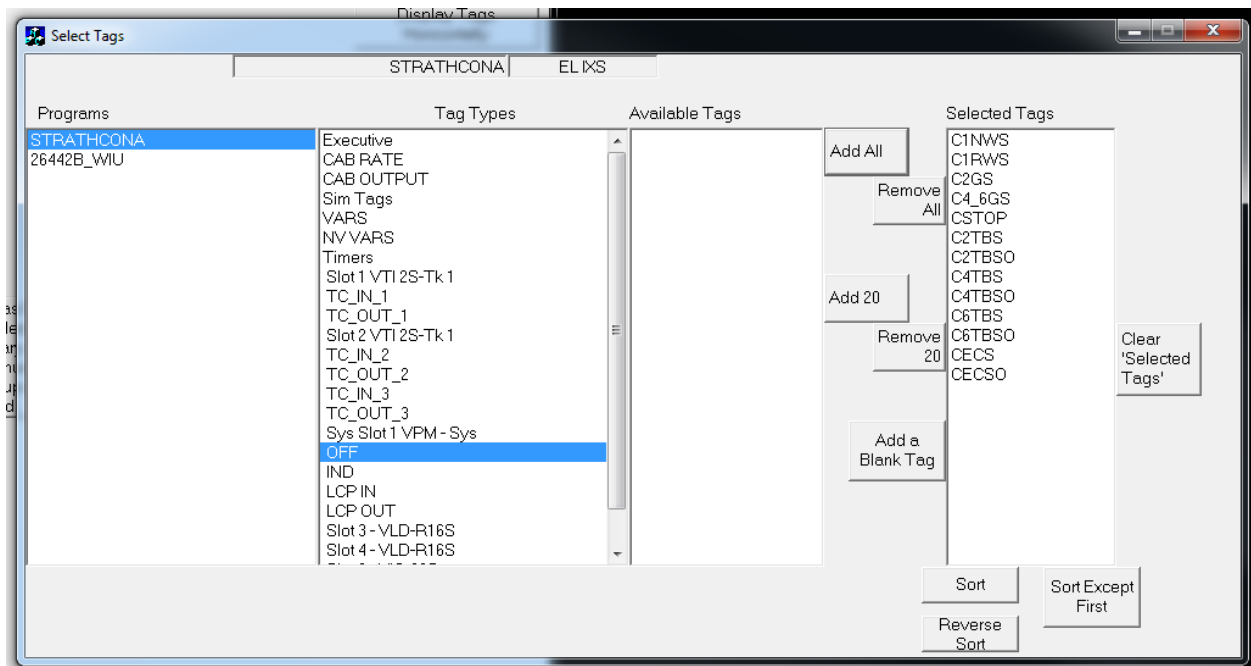 Display Tags
Horizontally
Select Tags
STRATHCONA
ELIXS
Programs
Tag Types
Available Tags
Selected Tags
STRATHCONA
26442B_WIU
Executive
CAB RATE
CAB OUTPUT
Sim Tags
VARS
NV VARS
Timers
Slot 1 VTI 2S-Tk 1
TC_IN_1
TC_OUT_1
Slot 2 VTI 2S-Tk 1
TC_IN_2
TC_OUT_2
TC_IN_3
TC_OUT_3
Sys Slot 1 VPM - Sys
OFF
IND
LCP IN
LCP OUT
Slot 3 - VLD-R16S
Slot 4 - VLD-R16S
Add All
Remove
All
Add 20
Remove
20
Add a
Blank Tag
C1NWS
C1RWS
C2GS
C4_6GS
CSTOP
C2TBS
C2TBSO
C4TBS
C4TBSO
C6TBS
C6TBSO
CECS
CECSO
Clear
'Selected
Tags'
Sort
Sort Except
First
Reverse
Sort